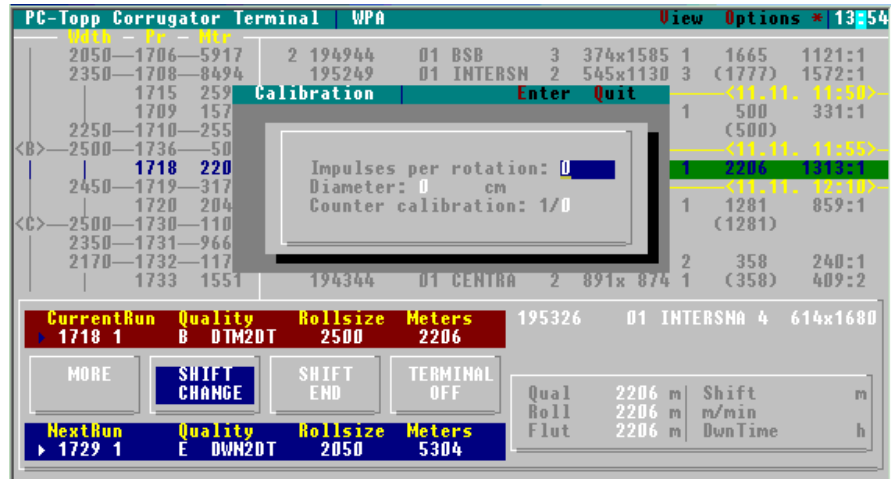 PC-Topp Corrugator Terminal | WPA View Options * 13:54
Wdth — Pr — Mtr
2050—1706—5917 2 194944 01 BSB 3 374x1585 1 1665 1121:1
2350—1708—8494 195249 01 INTERSN 2 545x1130 3 (1777) 1572:1
1715 259 Calibration Enter Quit <11.11. 11:50>
1709 157 1 500 331:1
2250—1710—255 (500)
<B>—2500—1736—50 <11.11. 11:55>
1718 220 Impulses per rotation: 0 1 2206 1313:1
2450—1719—317 Diameter: 0 cm <11.11. 12:10>
1720 204 Counter calibration: 1/0 1 1281 859:1
<C>—2500—1730—110 (1281)
2350—1731—966
2170—1732—117 2 358 240:1
1733 1551 194344 01 CENTRA 2 891x 874 1 (358) 409:2
CurrentRun Quality Rollsize Meters 195326 01 INTERSNA 4 614x1680
1718 1 B DTM2DT 2500 2206
MORE SHIFT CHANGE SHIFT END TERMINAL OFF
Qual 2206 m Shift m
Roll 2206 m m/min
Flut 2206 m DwnTime h
NextRun Quality Rollsize Meters
1729 1 E DWN2DT 2050 5304